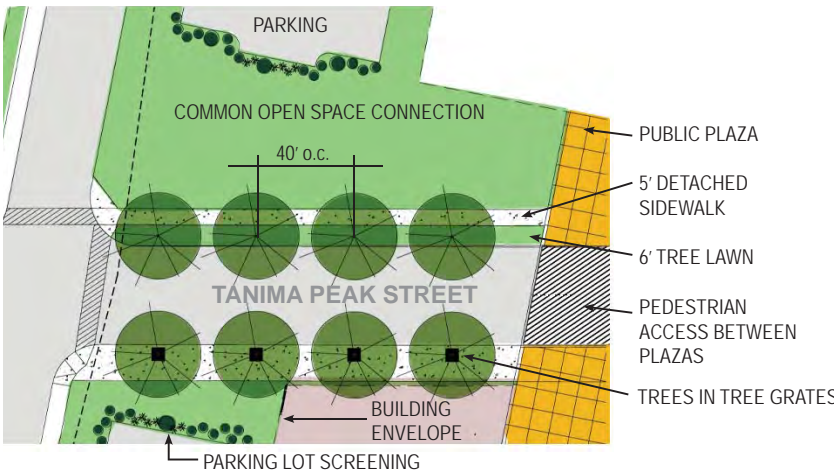 PARKING
COMMON OPEN SPACE CONNECTION
40' o.c.
PUBLIC PLAZA
5' DETACHED
SIDEWALK
6' TREE LAWN
TANIMA PEAK STREET
PEDESTRIAN
ACCESS BETWEEN
PLAZAS
TREES IN TREE GRATES
BUILDING
ENVELOPE
PARKING LOT SCREENING